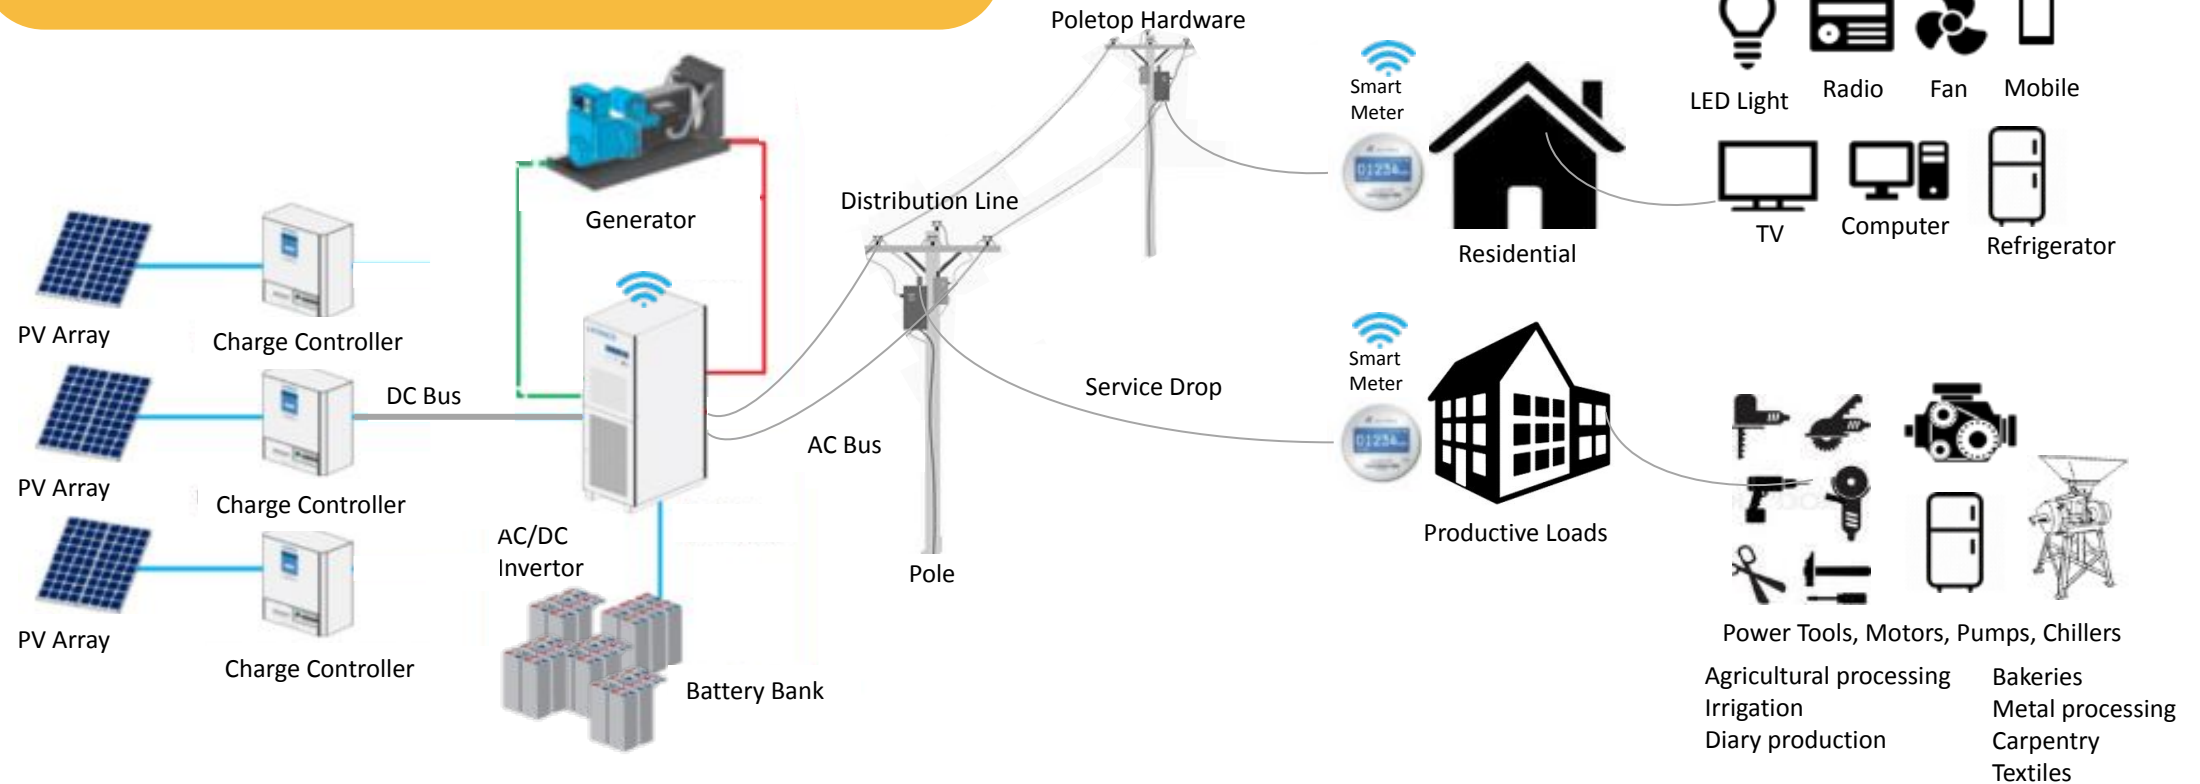 Poletop Hardware
Smart
Meter
LED Light
Radio
Fan
Mobile
Generator
Distribution Line
Residential
TV
Computer
Refrigerator
PV Array
Charge Controller
DC Bus
AC Bus
Service Drop
Smart
Meter
PV Array
Charge Controller
AC/DC
Invertor
Pole
Productive Loads
PV Array
Charge Controller
Battery Bank
Power Tools, Motors, Pumps, Chillers
Agricultural processing
Irrigation
Diary production
Bakeries
Metal processing
Carpentry
Textiles